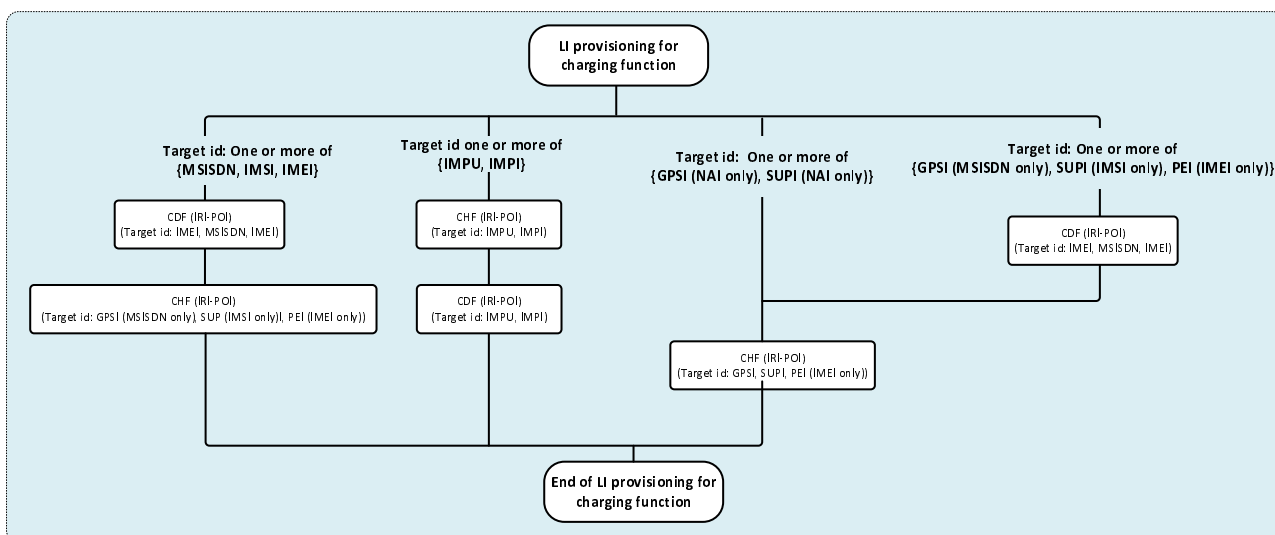 LI provisioning for
charging function
Target id: One or more of
{MSISDN, IMSI, IMEI}
Target id one or more of
{IMPU, IMPI}
Target id: One or more of
{GPSI (NAI only), SUPI (NAI only)}
Target id: One or more of
{GPSI (MSISDN only), SUPI (IMSI only), PEI (IMEI only)}
CDF (IRI-POI)
(Target id: IMEI, MSISDN, IMEI)
CHF (IRI-POI)
(Target id: IMPU, IMPI)
CDF (IRI-POI)
(Target id: IMEI, MSISDN, IMEI)
CHF (IRI-POI)
(Target id: GPSI (MSISDN only), SUP (IMSI only)I, PEI (IMEI only))
CDF (IRI-POI)
(Target id: IMPU, IMPI)
CHF (IRI-POI)
(Target id: GPSI, SUPI, PEI (IMEI only))
End of LI provisioning for
charging function